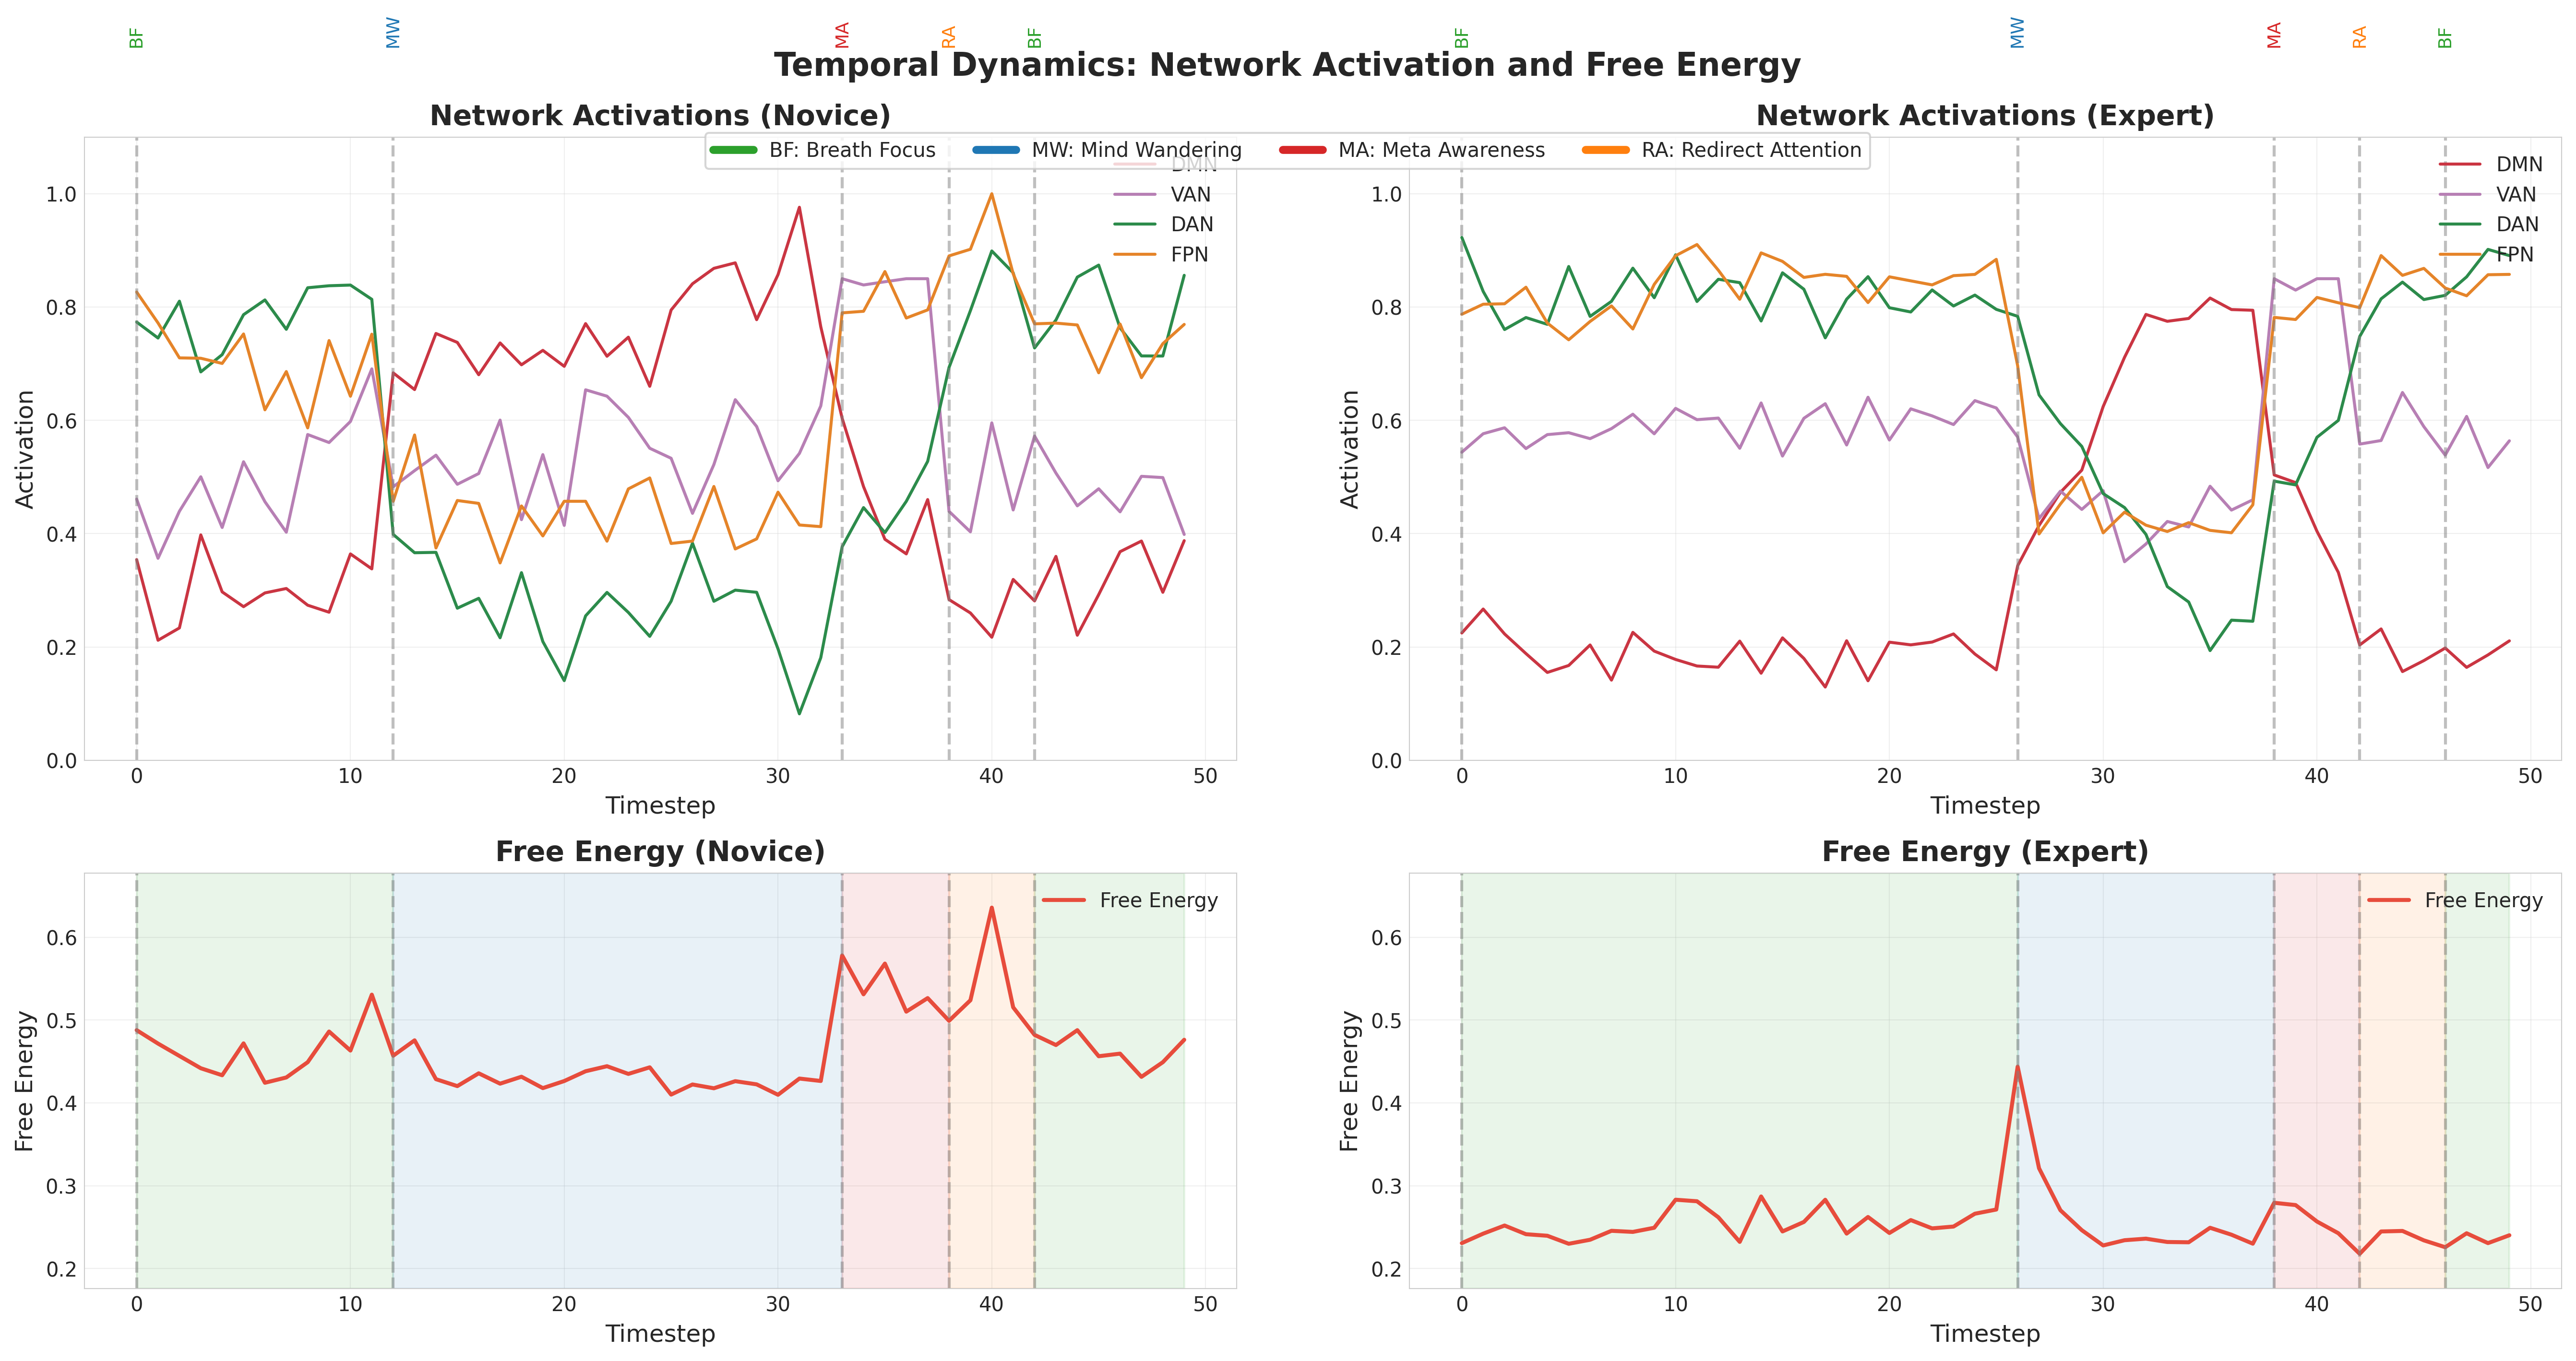 BF MW MA RA BF BF MW MA RA BF
Temporal Dynamics: Network Activation and Free Energy
Network Activations (Novice)
Network Activations (Expert)
BF: Breath Focus MW: Mind Wandering MA: Meta Awareness RA: Redirect Attention
DMN
VAN
DAN
FPN
Activation
1.0
0.8
0.6
0.4
0.2
0.0
0 10 20 30 40 50
Timestep
DMN
VAN
DAN
FPN
Activation
1.0
0.8
0.6
0.4
0.2
0.0
0 10 20 30 40 50
Timestep
Free Energy (Novice)
Free Energy
Free Energy
0.6
0.5
0.4
0.3
0.2
0 10 20 30 40 50
Timestep
Free Energy (Expert)
Free Energy
Free Energy
0.6
0.5
0.4
0.3
0.2
0 10 20 30 40 50
Timestep